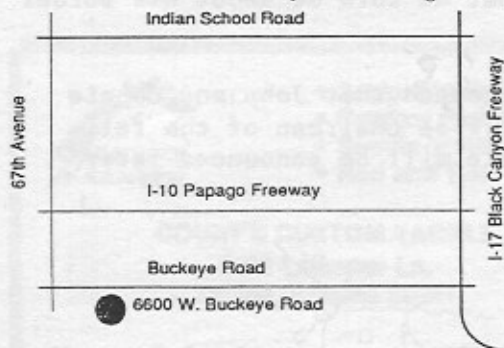 Indian School Road
67th Avenue
I-17 Black Canyon Freeway
I-10 Papago Freeway
Buckeye Road
6600 W. Buckeye Road